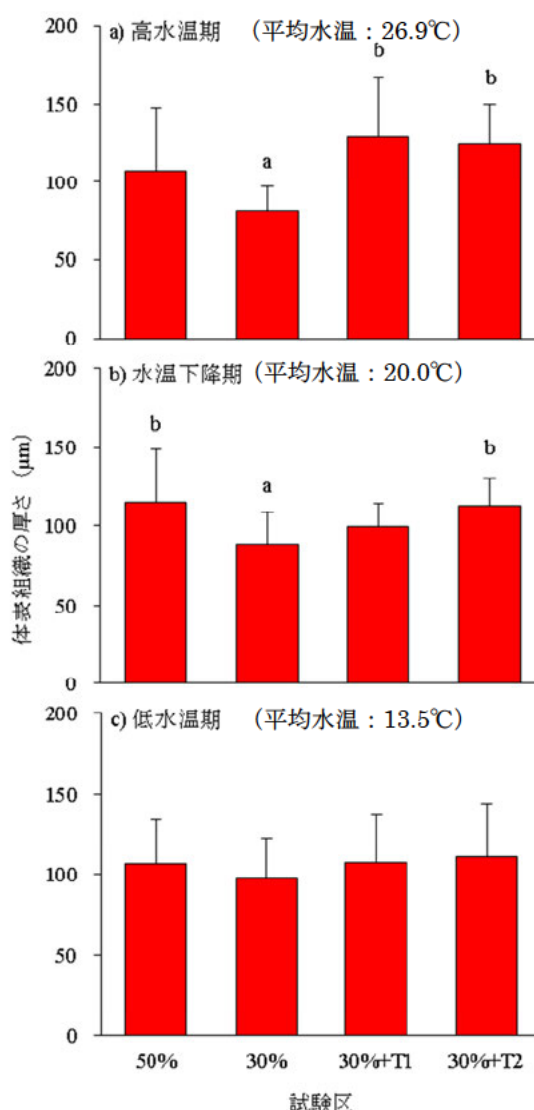 200
a) 高水温期 (平均水温:26.9℃)
b
b
150
a
100
50
0
200
b) 水温下降期 (平均水温:20.0℃)
b
b
150
a
100
50
0
体表組織の厚さ (μm)
200
c) 低水温期 (平均水温:13.5℃)
150
100
50
0
50% 30% 30%+T1 30%+T2
試験区